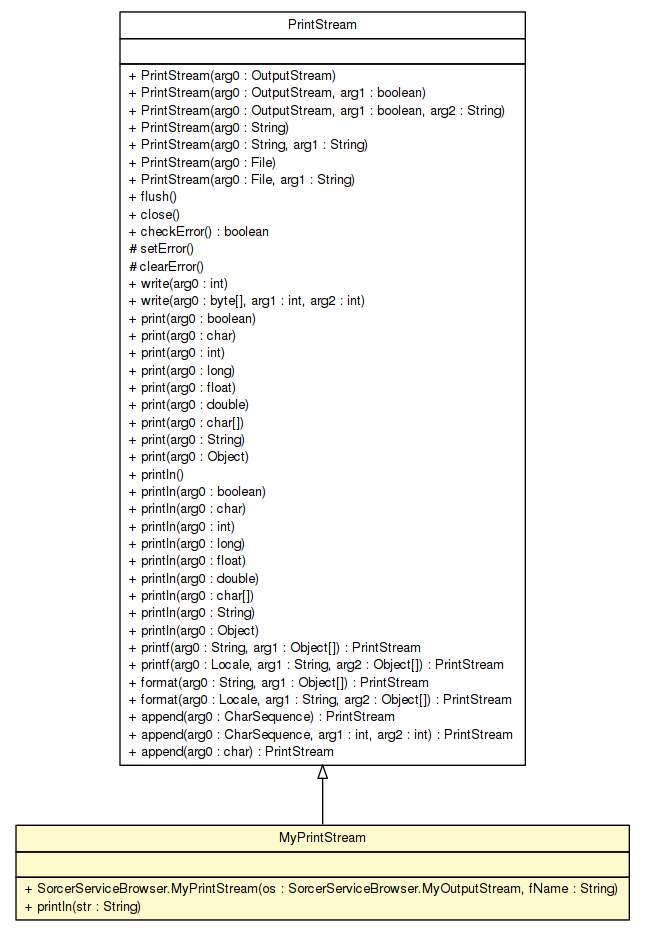 PrintStream
+ PrintStream(arg0 : OutputStream)
+ PrintStream(arg0 : OutputStream, arg1 : boolean)
+ PrintStream(arg0 : OutputStream, arg1 : boolean, arg2 : String)
+ PrintStream(arg0 : String)
+ PrintStream(arg0 : String, arg1 : String)
+ PrintStream(arg0 : File)
+ PrintStream(arg0 : File, arg1 : String)
+ flush()
+ close()
+ checkError() : boolean
# setError()
# clearError()
+ write(arg0 : int)
+ write(arg0 : byte[], arg1 : int, arg2 : int)
+ print(arg0 : boolean)
+ print(arg0 : char)
+ print(arg0 : int)
+ print(arg0 : long)
+ print(arg0 : float)
+ print(arg0 : double)
+ print(arg0 : char[])
+ print(arg0 : String)
+ print(arg0 : Object)
+ println()
+ println(arg0 : boolean)
+ println(arg0 : char)
+ println(arg0 : int)
+ println(arg0 : long)
+ println(arg0 : float)
+ println(arg0 : double)
+ println(arg0 : char[])
+ println(arg0 : String)
+ println(arg0 : Object)
+ printf(arg0 : String, arg1 : Object[]) : PrintStream
+ printf(arg0 : Locale, arg1 : String, arg2 : Object[]) : PrintStream
+ format(arg0 : String, arg1 : Object[]) : PrintStream
+ format(arg0 : Locale, arg1 : String, arg2 : Object[]) : PrintStream
+ append(arg0 : CharSequence) : PrintStream
+ append(arg0 : CharSequence, arg1 : int, arg2 : int) : PrintStream
+ append(arg0 : char) : PrintStream
MyPrintStream
+ SorcerServiceBrowser.MyPrintStream(os : SorcerServiceBrowser.MyOutputStream, fName : String)
+ println(str : String)